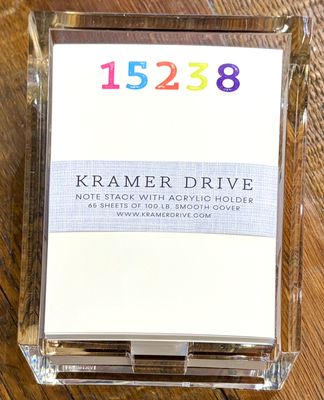 15238
KRAMER DRIVE
NOTE STACK WITH ACRYLIC HOLDER
65 SHEETS OF 100 LB. SMOOTH COVER
WWW.KRAMERDRIVE.COM